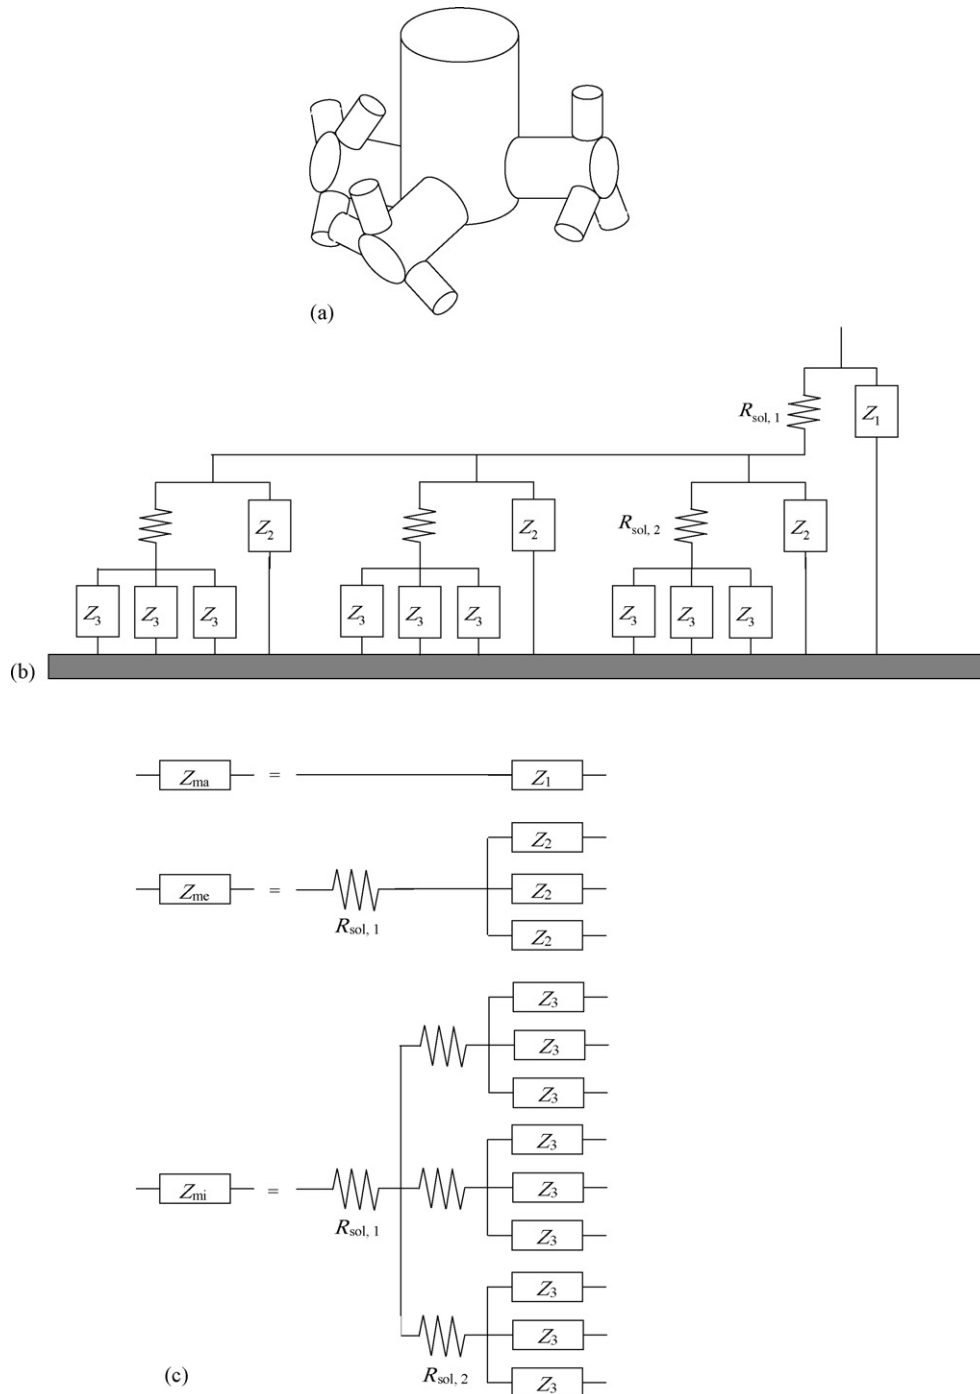 (a)
R_sol, 1
Z_1
Z_2
Z_2
R_sol, 2
Z_2
Z_3
Z_3
Z_3
Z_3
Z_3
Z_3
Z_3
Z_3
Z_3
(b)
Z_ma = Z_1
Z_2
Z_me = Z_2
R_sol, 1
Z_2
Z_3
Z_3
Z_3
Z_3
Z_mi = Z_3
R_sol, 1
Z_3
Z_3
Z_3
R_sol, 2
Z_3
(c)